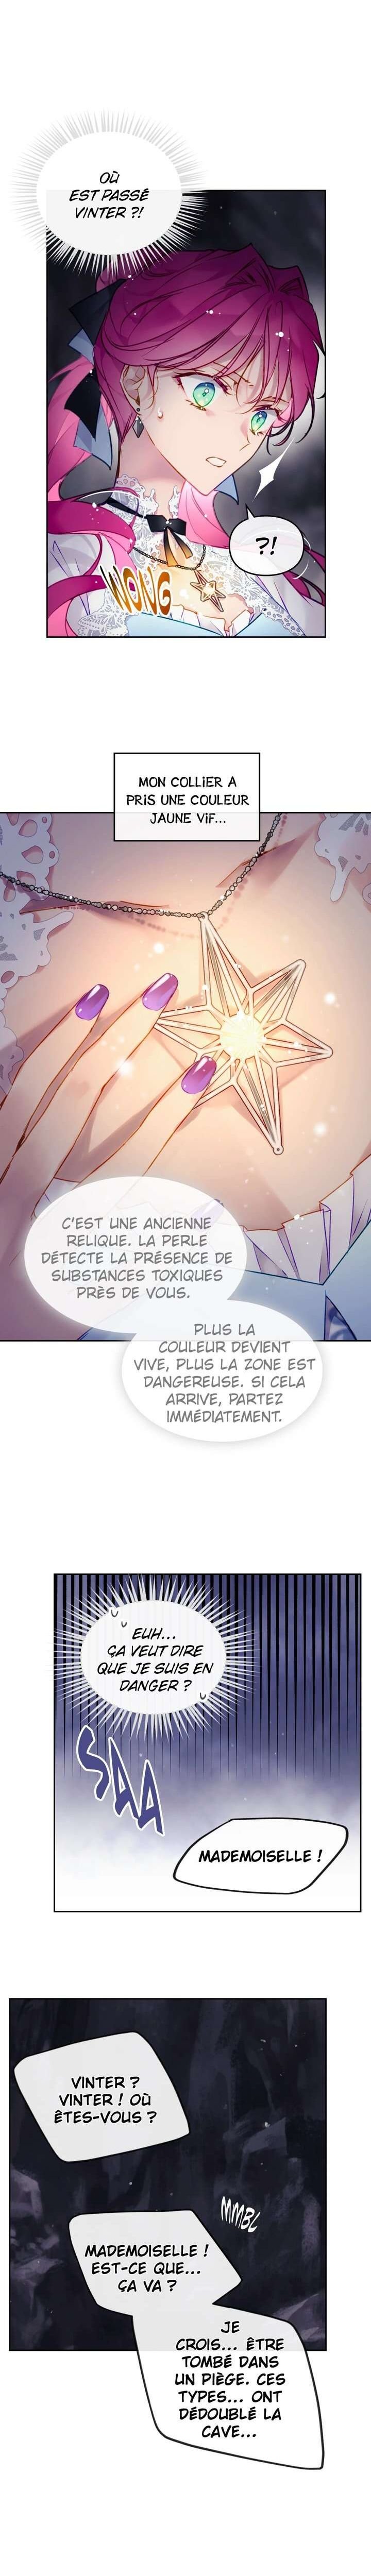 OÙ
EST PASSÉ
VINTER ?!
?!
WONG
MON COLLIER A
PRIS UNE COULEUR
JAUNE VIF...
C'EST UNE ANCIENNE
RELIQUE. LA PERLE
DÉTECTE LA PRÉSENCE DE
SUBSTANCES TOXIQUES
PRÈS DE VOUS.
PLUS LA
COULEUR DEVIENT
VIVE, PLUS LA ZONE EST
DANGEREUSE. SI CELA
ARRIVE, PARTEZ
IMMÉDIATEMENT.
EUH...
ÇA VEUT DIRE
QUE JE SUIS EN
DANGER ?
SAA
MADEMOISELLE !
VINTER ?
VINTER ! OÙ
ÊTES-VOUS ?
MMBL
MADEMOISELLE !
EST-CE QUE...
ÇA VA ?
JE
CROIS... ÊTRE
TOMBÉ DANS
UN PIÈGE. CES
TYPES... ONT
DÉDOUBLÉ LA
CAVE...